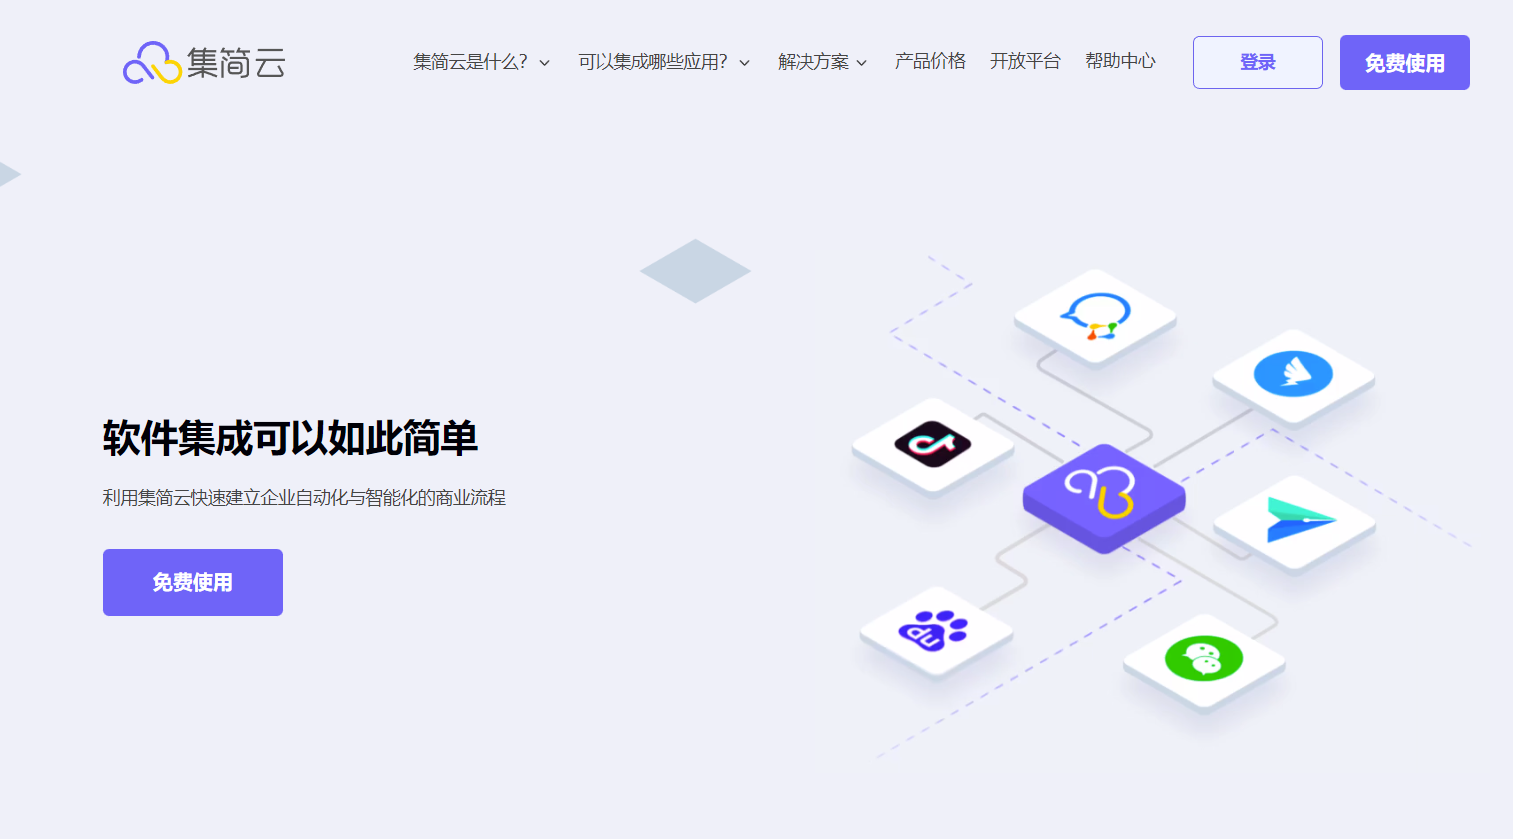 集简云
集简云是什么？
可以集成哪些应用？
解决方案
产品价格
开放平台
帮助中心
登录
免费使用
软件集成可以如此简单
利用集简云快速建立企业自动化与智能化的商业流程
免费使用
du